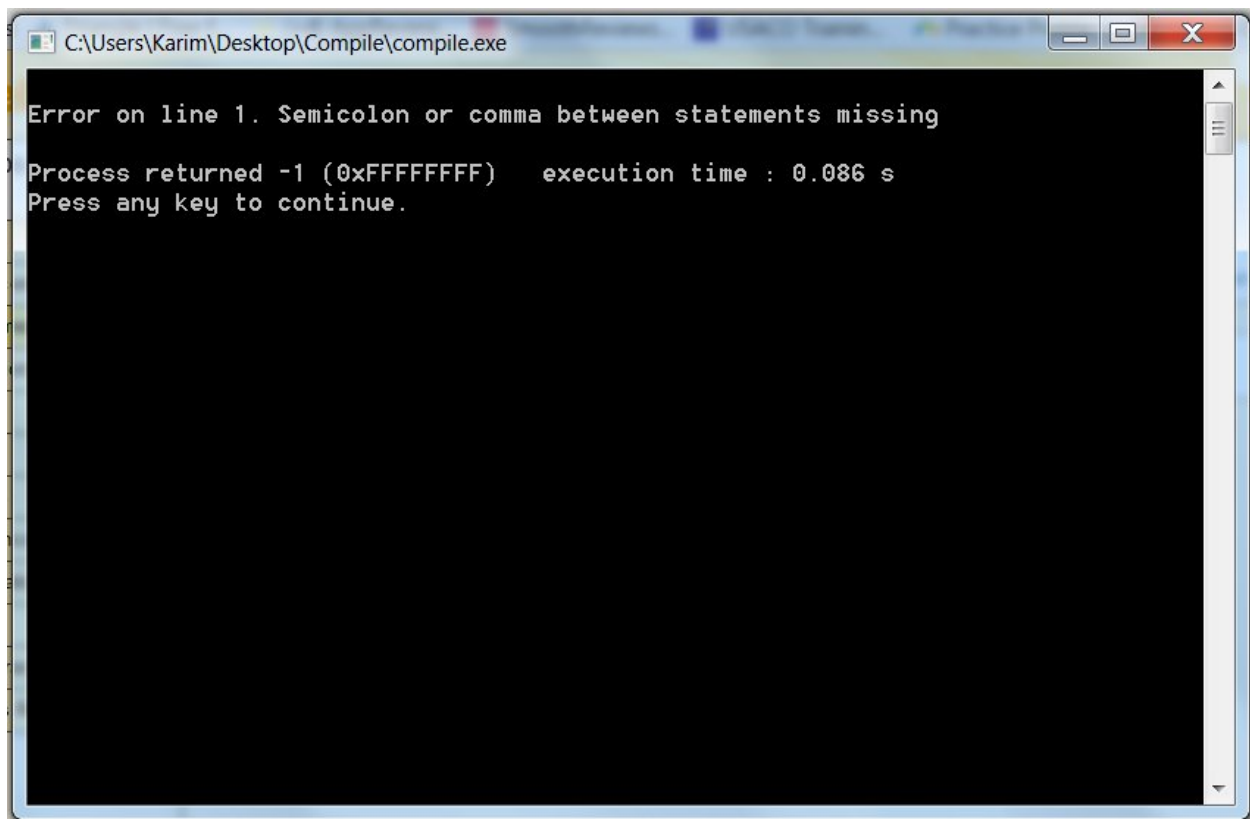 C:\Users\Karim\Desktop\Compile\compile.exe
Error on line 1. Semicolon or comma between statements missing
Process returned -1 (0xFFFFFFFF)   execution time : 0.086 s
Press any key to continue.